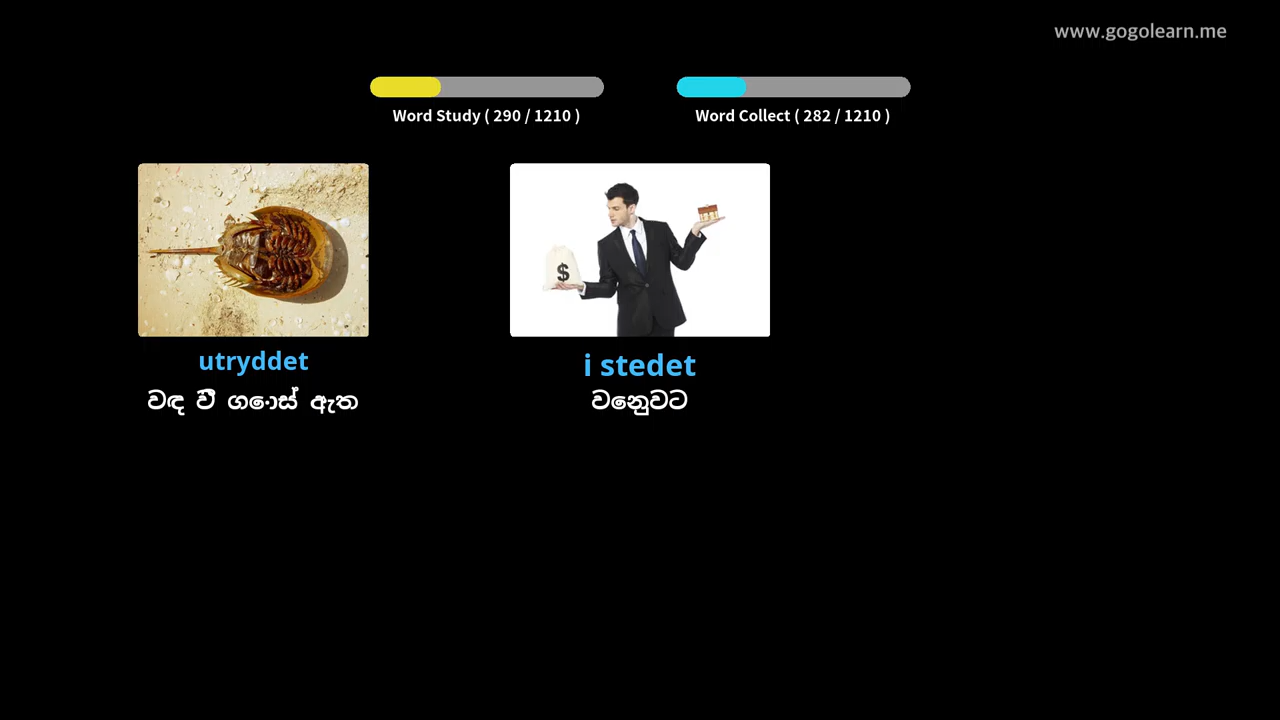 www.gogolearn.me
Word Study ( 290 / 1210 )
Word Collect ( 282 / 1210 )
$
utryddet
i stedet
වඳ වී ගොස් ඇත
වෙනුවට